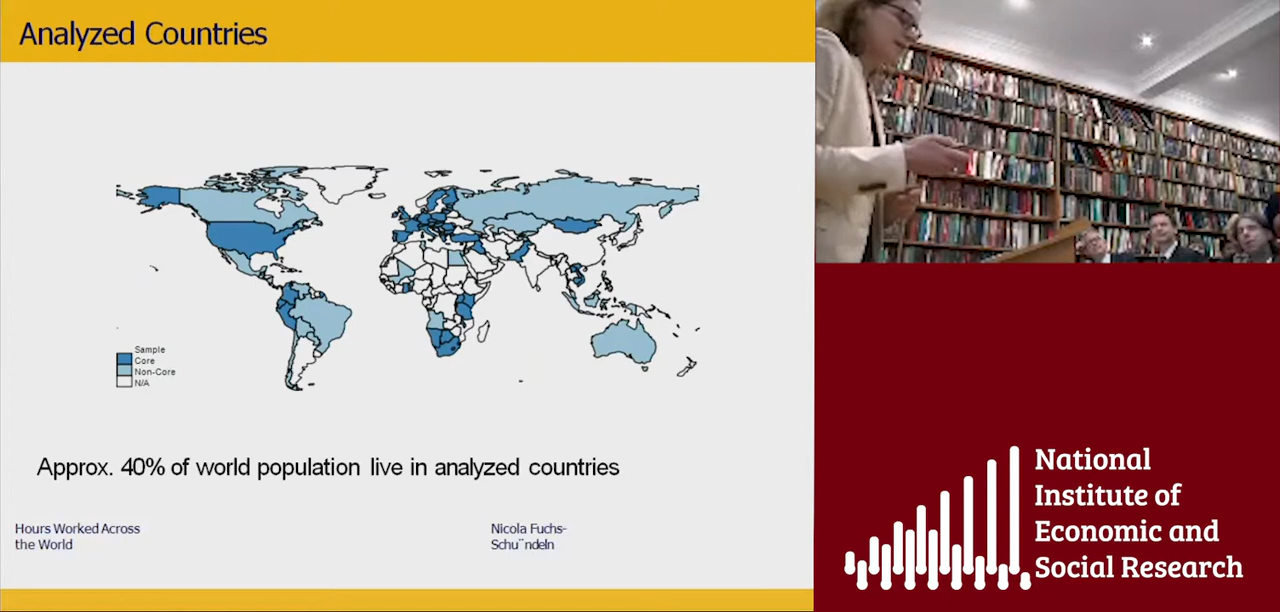 Analyzed Countries
Sample
Core
Non-Core
N/A
Approx. 40% of world population live in analyzed countries
Hours Worked Across
the World
Nicola Fuchs-
Schu¨ndeln
National
Institute of
Economic and
Social Research